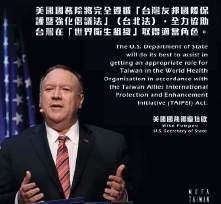 美國國務院將完全遵循「台灣友邦國際保
護暨強化倡議法」（台北法），全力協助
台灣在「世界衛生組織」取得適當角色。
The U.S. Department of State
will do its best to assist in
getting an appropriate role for
Taiwan in the World Health
Organisation in accordance with
the Taiwan Allies International
Protection and Enhancement
Initiative (TAIPEI) Act.
美國國務卿龐培歐
Mike Pompeo
U.S. Secretary of State
MOFA
TAIWAN